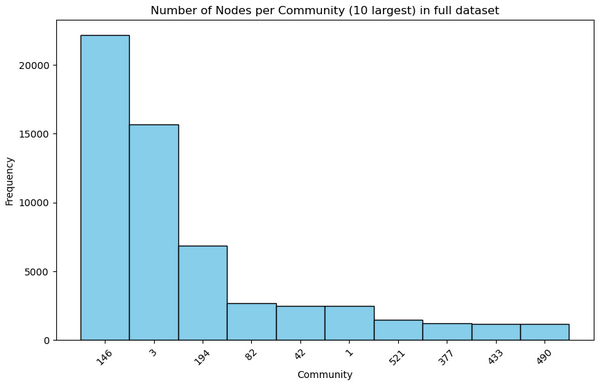 Number of Nodes per Community (10 largest) in full dataset
Frequency
20000
15000
10000
5000
0
146 3 194 82 42 1 521 377 433 490
Community